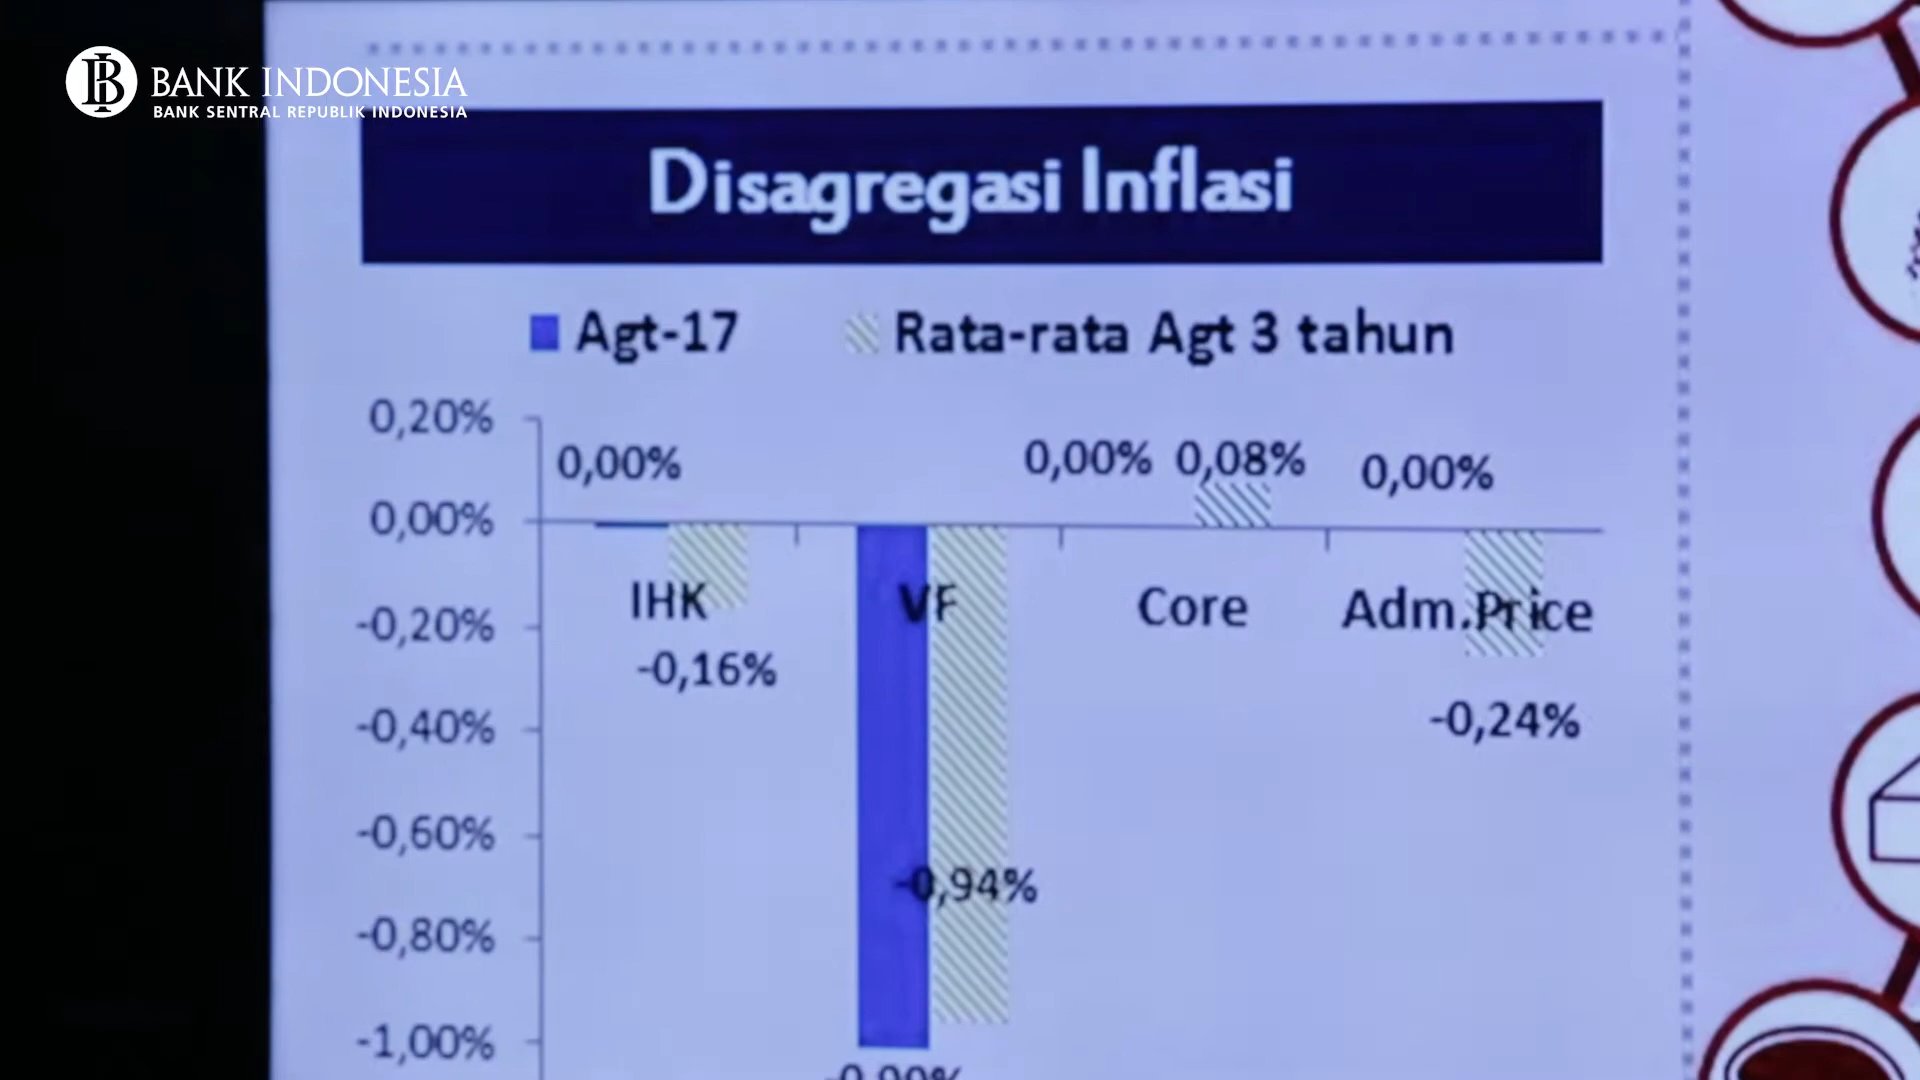 BANK INDONESIA
BANK SENTRAL REPUBLIK INDONESIA
Disagregasi Inflasi
Agt-17 Rata-rata Agt 3 tahun
0,20%
0,00% 0,00% 0,08% 0,00%
0,00%
IHK VF Core Adm.Price
-0,20%
-0,16%
-0,24%
-0,40%
-0,60%
-0,94%
-0,80%
-1,00%